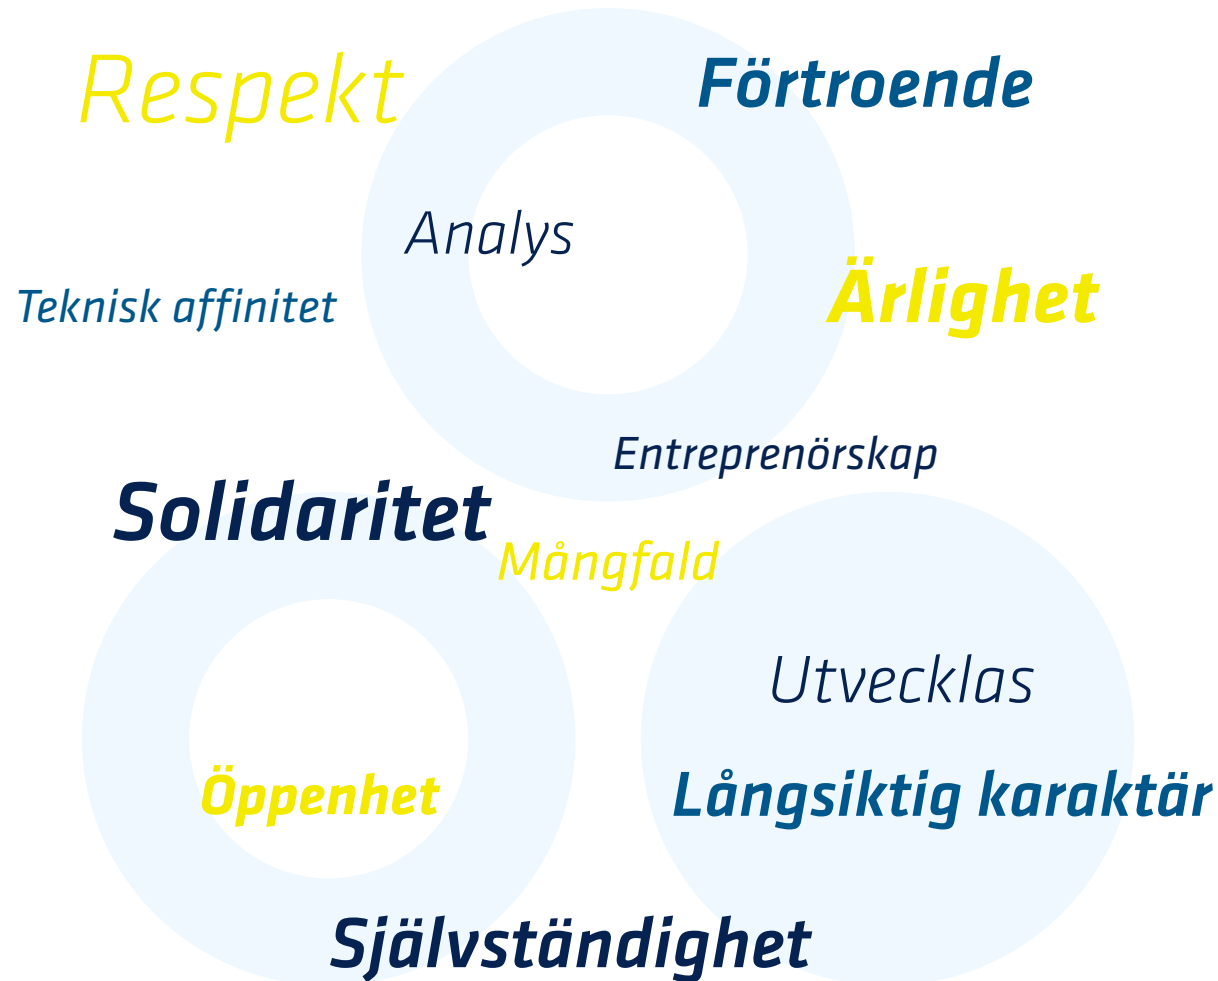 Respekt
Förtroende
Analys
Teknisk affinitet
Ärlighet
Entreprenörskap
Solidaritet
Mångfald
Utvecklas
Öppenhet
Långsiktig karaktär
Självständighet